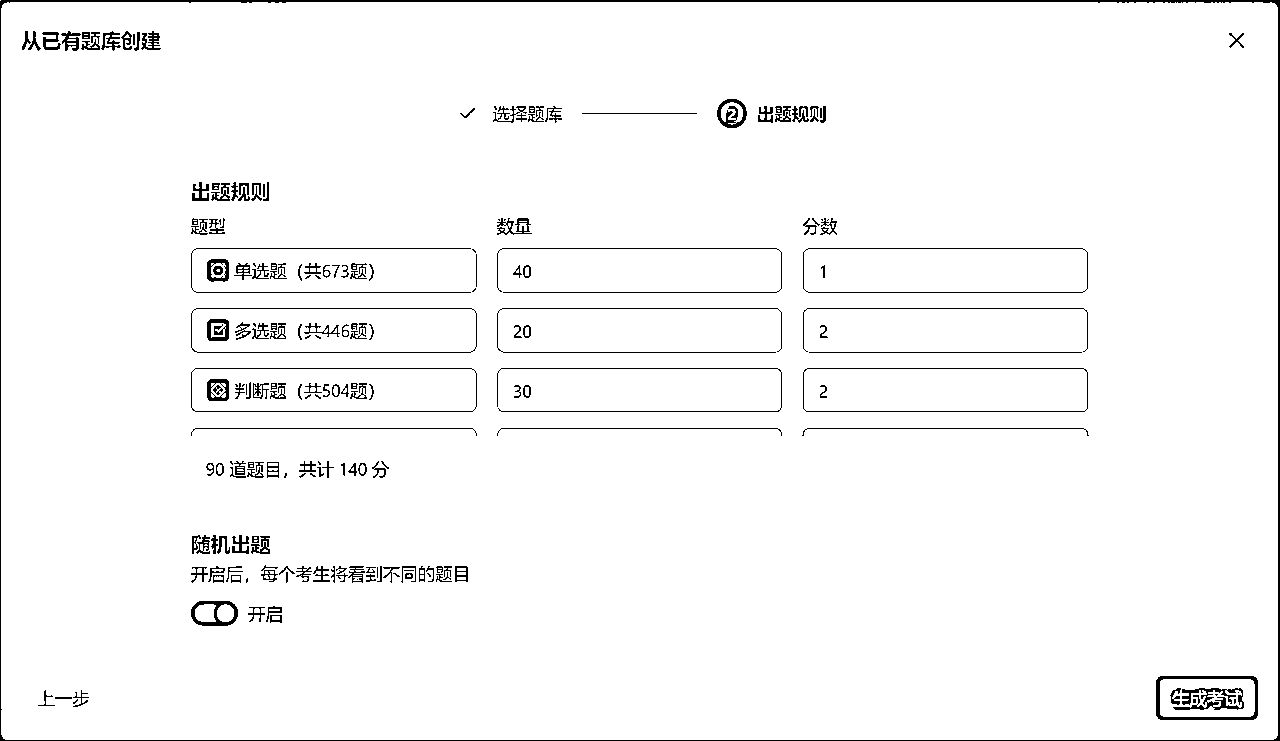 从已有题库创建
选择题库
2 出题规则
出题规则
题型 数量 分数
单选题（共673题） 40 1
多选题（共446题） 20 2
判断题（共504题） 30 2
90 道题目，共计 140 分
随机出题
开启后，每个考生将看到不同的题目
开启
上一步
生成考试